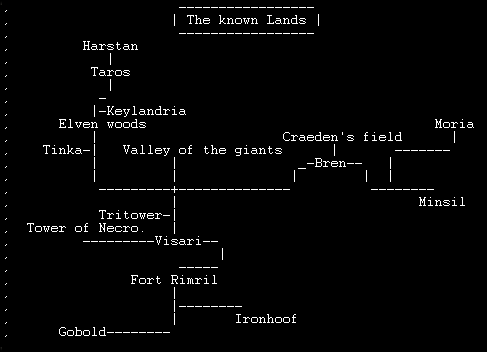 The known Lands
Harstan
Taros
Keylandria
Elven woods
Moria
Craeden's field
Tinka
Valley of the giants
Bren
Minsil
Tritower
Tower of Necro.
Visari
Fort Rimril
Ironhoof
Gobold